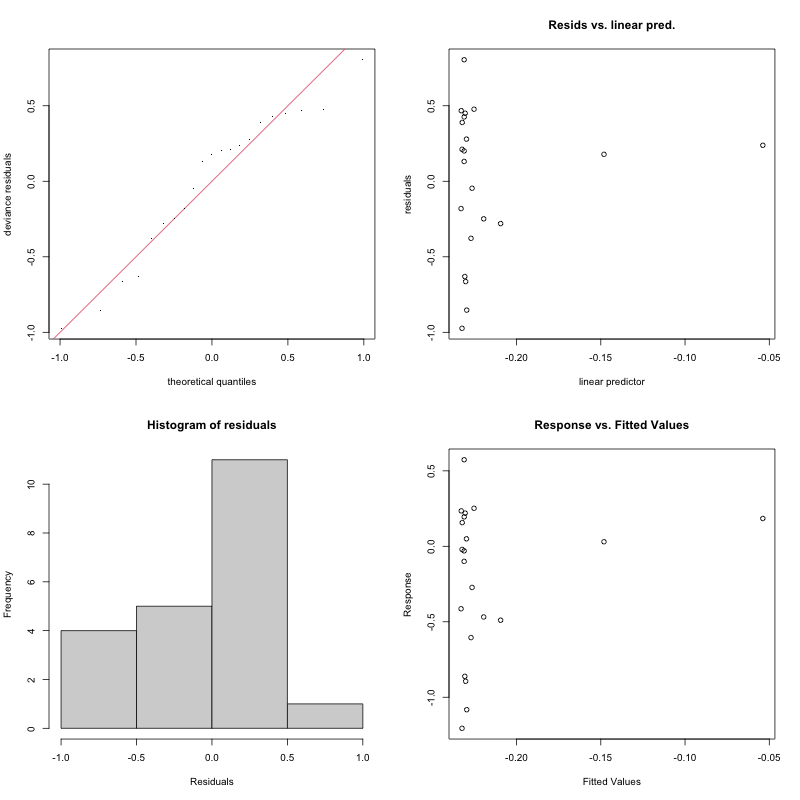 deviance residuals
-1.0 -0.5 0.0 0.5
-1.0 -0.5 0.0 0.5 1.0
theoretical quantiles
Resids vs. linear pred.
residuals
-1.0 -0.5 0.0 0.5
-0.20 -0.15 -0.10 -0.05
linear predictor
Histogram of residuals
Frequency
0 2 4 6 8 10
-1.0 -0.5 0.0 0.5 1.0
Residuals
Response vs. Fitted Values
Response
-1.0 -0.5 0.0 0.5
-0.20 -0.15 -0.10 -0.05
Fitted Values